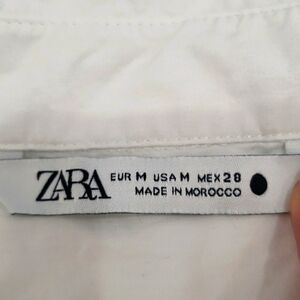 ZARA EUR M USA M MEX 28
MADE IN MOROCCO